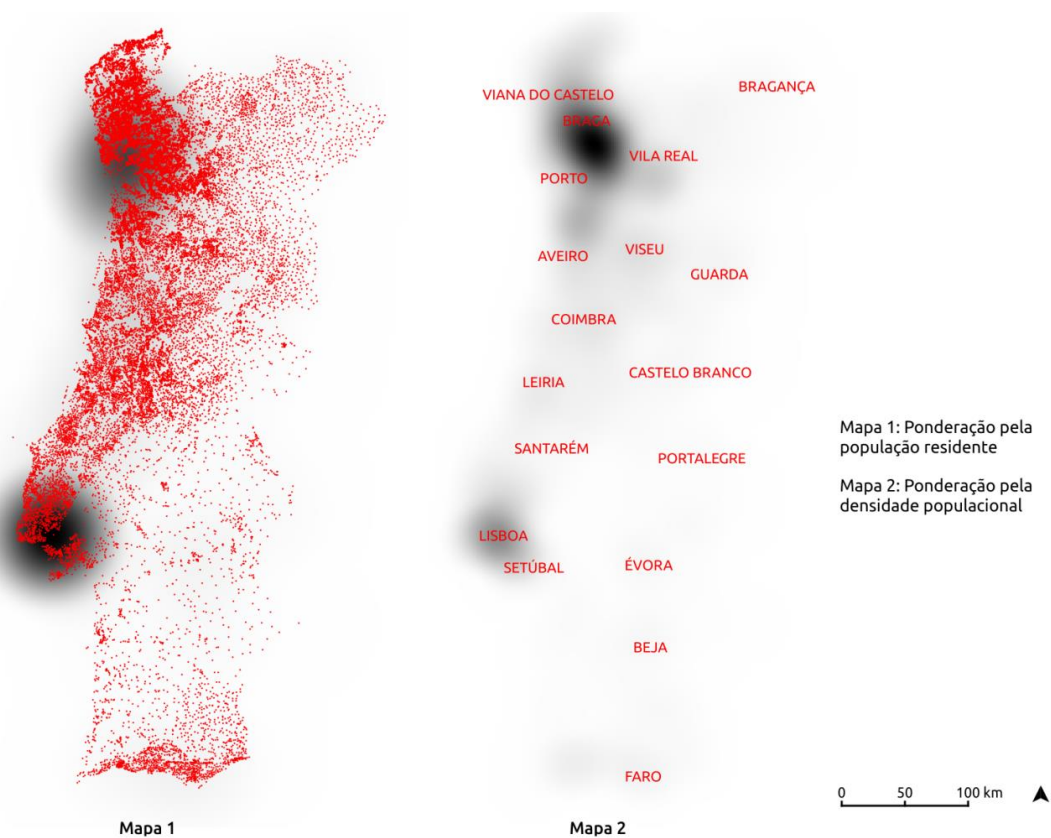 VIANA DO CASTELO
BRAGANÇA
BRAGA
VILA REAL
PORTO
AVEIRO
VISEU
GUARDA
COIMBRA
LEIRIA
CASTELO BRANCO
SANTARÉM
PORTALEGRE
LISBOA
SETÚBAL
ÉVORA
BEJA
FARO
Mapa 1: Ponderação pela
população residente
Mapa 2: Ponderação pela
densidade populacional
0 50 100 km
Mapa 1
Mapa 2